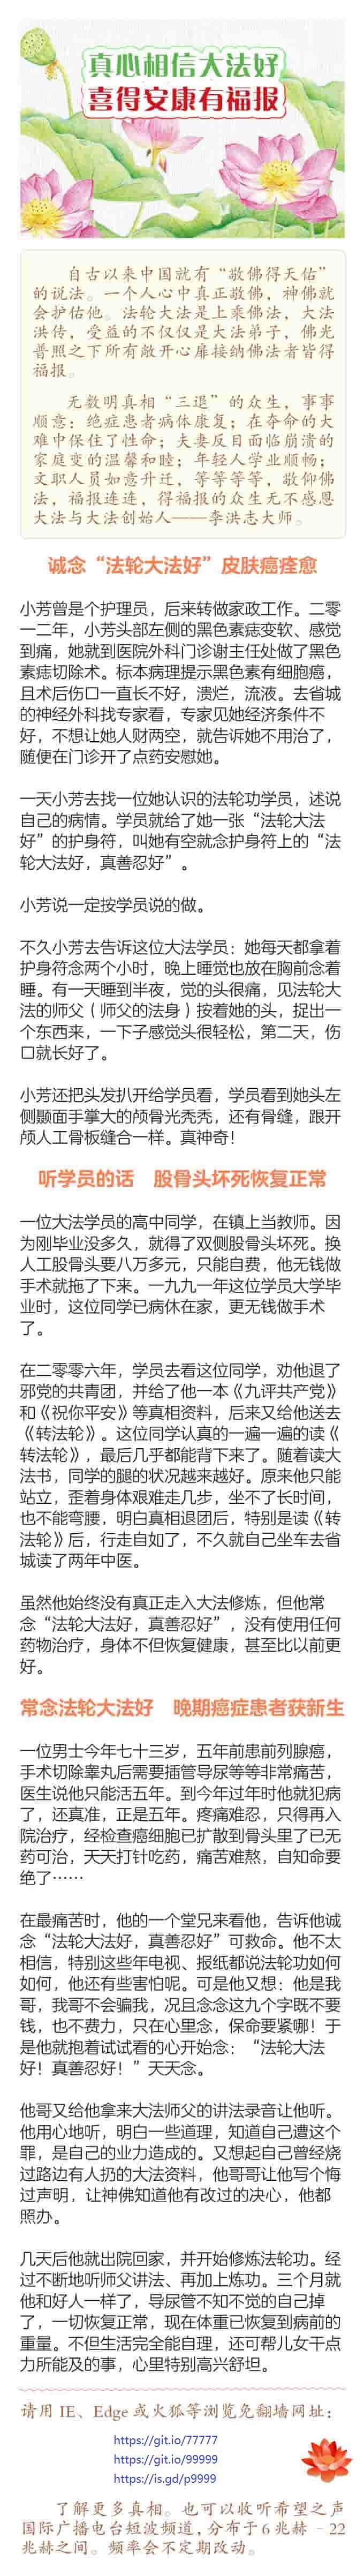 真心相信大法好
喜得安康有福报
自古以来中国就有“敬佛得天佑”
的说法。一个人心中真正敬佛，神佛就
会护佑他。法轮大法是上乘佛法，大法
洪传，受益的不仅仅是大法弟子，佛光
普照之下所有敞开心扉接纳佛法者皆得
福报。
无数明真相“三退”的众生，事事
顺意：绝症患者病体康复；在夺命的大
难中保住了性命；夫妻反目面临崩溃的
家庭变的温馨和睦；年轻人学业顺畅；
文职人员如意升迁，等等等等，敬仰佛
法，福报连连，得福报的众生无不感恩
大法与大法创始人——李洪志大师。
诚念“法轮大法好”皮肤癌痊愈
小芳曾是个护理员，后来转做家政工作。二零
一二年，小芳头部左侧的黑色素痣变软、感觉
到痛，她就到医院外科门诊谢主任处做了黑色
素痣切除术。标本病理提示黑色素有细胞癌，
且术后伤口一直长不好，溃烂，流液。去省城
的神经外科找专家看，专家见她经济条件不
好，不想让她人财两空，就告诉她不用治了，
随便在门诊开了点药安慰她。
一天小芳去找一位她认识的法轮功学员，述说
自己的病情。学员就给了她一张“法轮大法
好”的护身符，叫她有空就念护身符上的“法
轮大法好，真善忍好”。
小芳说一定按学员说的做。
不久小芳去告诉这位大法学员：她每天都拿着
护身符念两个小时，晚上睡觉也放在胸前念着
睡。有一天睡到半夜，觉的头很痛，见法轮大
法的师父（师父的法身）按着她的头，捉出一
个东西来，一下子感觉头很轻松，第二天，伤
口就长好了。
小芳还把头发扒开给学员看，学员看到她头左
侧颞面手掌大的颅骨光秃秃，还有骨缝，跟开
颅人工骨板缝合一样。真神奇！
听学员的话　股骨头坏死恢复正常
一位大法学员的高中同学，在镇上当教师。因
为刚毕业没多久，就得了双侧股骨头坏死。换
人工股骨头要八万多元，只能自费，他无钱做
手术就拖了下来。一九九一年这位学员大学毕
业时，这位同学已病休在家，更无钱做手术
了。
在二零零六年，学员去看这位同学，劝他退了
邪党的共青团，并给了他一本《九评共产党》
和《祝你平安》等真相资料，后来又给他送去
《转法轮》。这位同学认真的一遍一遍的读《
转法轮》，最后几乎都能背下来了。随着读大
法书，同学的腿的状况越来越好。原来他只能
站立，歪着身体艰难走几步，坐不了长时间，
也不能弯腰，明白真相退团后，特别是读《转
法轮》后，行走自如了，不久就自己坐车去省
城读了两年中医。
虽然他始终没有真正走入大法修炼，但他常
念“法轮大法好，真善忍好”，没有使用任何
药物治疗，身体不但恢复健康，甚至比以前更
好。
常念法轮大法好　晚期癌症患者获新生
一位男士今年七十三岁，五年前患前列腺癌，
手术切除睾丸后需要插管导尿等等非常痛苦，
医生说他只能活五年。到今年过年时他就犯病
了，还真准，正是五年。疼痛难忍，只得再入
院治疗，经检查癌细胞已扩散到骨头里了已无
药可治，天天打针吃药，痛苦难熬，自知命要
绝了……
在最痛苦时，他的一个堂兄来看他，告诉他诚
念“法轮大法好，真善忍好”可救命。他不太
相信，特别这些年电视、报纸都说法轮功如何
如何，他还有些害怕呢。可是他又想：他是我
哥，我哥不会骗我，况且念念这九个字既不要
钱，也不费力，只在心里念，保命要紧哪！于
是他就抱着试试看的心开始念：“法轮大法
好！真善忍好！”天天念。
他哥又给他拿来大法师父的讲法录音让他听。
他用心地听，明白一些道理，知道自己遭这个
罪，是自己的业力造成的。又想起自己曾经烧
过路边有人扔的大法资料，他哥哥让他写个悔
过声明，让神佛知道他有改过的决心，他都
照办。
几天后他就出院回家，并开始修炼法轮功。经
过不断地听师父讲法、再加上炼功。三个月就
他和好人一样了，导尿管不知不觉的自己掉
了，一切恢复正常，现在体重已恢复到病前的
重量。不但生活完全能自理，还可帮儿女干点
力所能及的事，心里特别高兴舒坦。
请用 IE、Edge 或火狐等浏览免翻墙网址：
https://git.io/77777
https://git.io/99999
https://is.gd/p9999
了解更多真相。也可以收听希望之声
国际广播电台短波频道，分布于 6 兆赫 – 22
兆赫之间。频率会不定期改动。